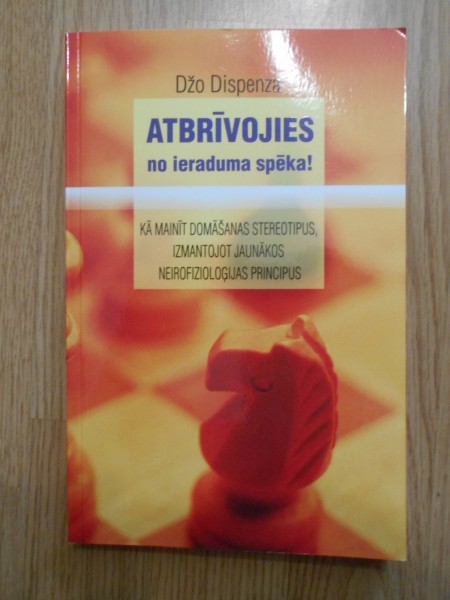 Džo Dispenza
ATBRĪVOJIES
no ieraduma spēka!
KĀ MAINĪT DOMĀŠANAS STEREOTIPUS,
IZMANTOJOT JAUNĀKOS
NEIROFIZIOLOĢIJAS PRINCIPUS